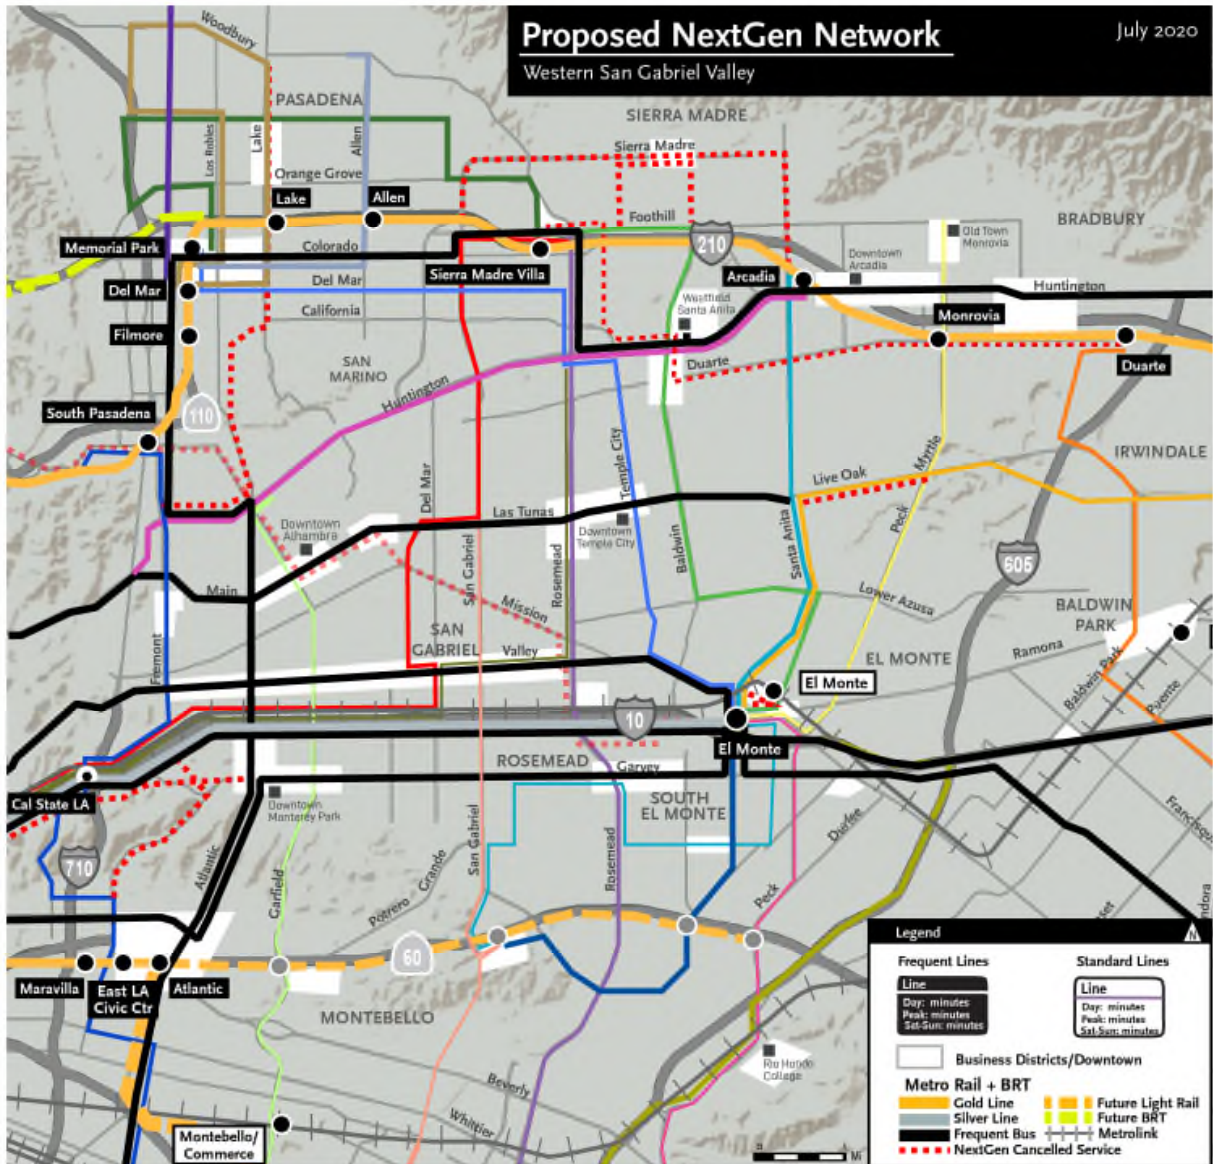 Proposed NextGen Network
July 2020
Western San Gabriel Valley
Woodbury
PASADENA
SIERRA MADRE
Los Robles
Lake
Allen
Sierra Madre
Orange Grove
Lake
Allen
Foothill
BRADBURY
Memorial Park
Colorado
Sierra Madre Villa
210
Old Town
Monrovia
Downtown
Arcadia
Arcadia
Del Mar
Del Mar
Huntington
California
Westfield
Santa Anita
Monrovia
Filmore
SAN
MARINO
Duarte
Duarte
Huntington
South Pasadena
110
IRWINDALE
Myrtle
Temple City
Del Mar
Live Oak
Las Tunas
Peck
Downtown
Alhambra
Downtown
Temple City
Baldwin
Santa Anita
605
San Gabriel
Rosemead
Main
Mission
Lower Azusa
BALDWIN
PARK
SAN
GABRIEL
Valley
Fremont
EL MONTE
Ramona
Baldwin Park
Puente
El Monte
10
El Monte
ROSEMEAD
Garvey
Cal State LA
Downtown
Monterey Park
SOUTH
EL MONTE
Durfee
Francisqu
710
Atlantic
Garfield
Potrero
Grande
San Gabriel
Rosemead
Peck
set
ndora
60
Maravilla
East LA
Civic Ctr
Atlantic
MONTEBELLO
Rio Hondo
College
Beverly
Whittier
Montebello/
Commerce
Legend
N
Frequent Lines
Standard Lines
Line
Day: minutes
Peak: minutes
Sat-Sun: minutes
Line
Day: minutes
Peak: minutes
Sat-Sun: minutes
Business Districts/Downtown
Metro Rail + BRT
Gold Line
Future Light Rail
Silver Line
Future BRT
Frequent Bus
Metrolink
NextGen Cancelled Service
Mi